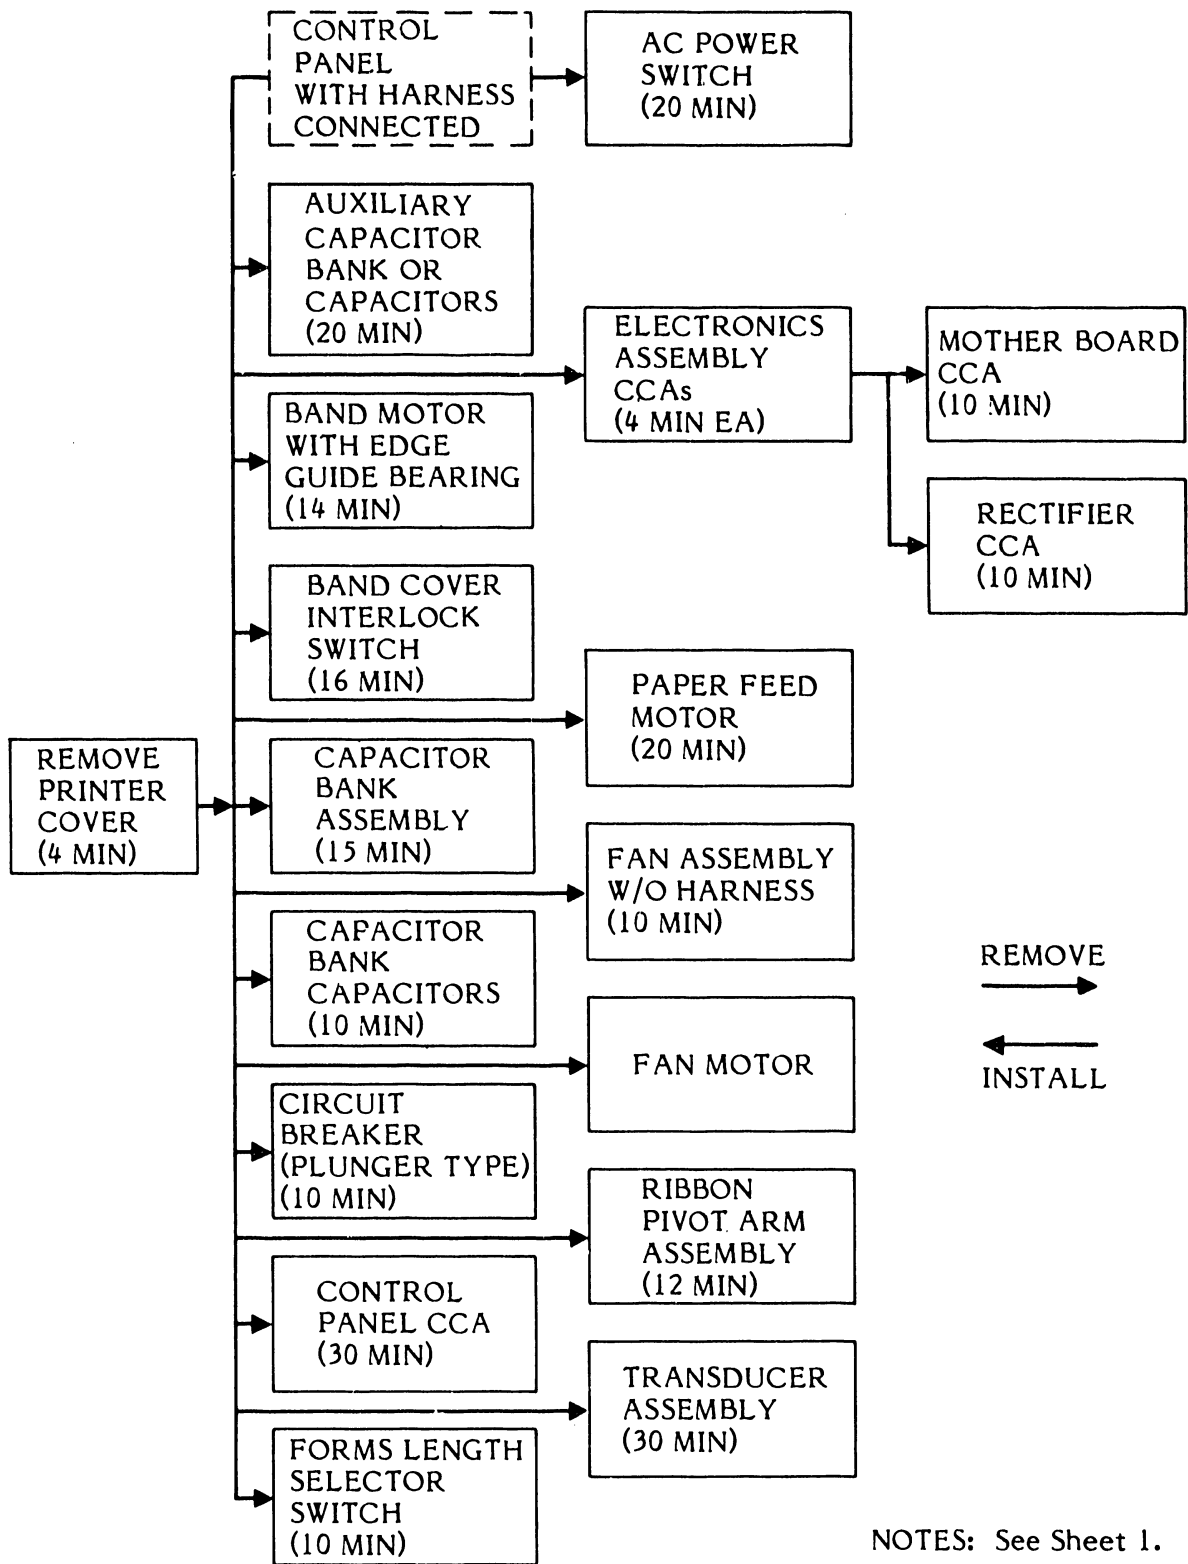 CONTROL
PANEL
WITH HARNESS
CONNECTED
AC POWER
SWITCH
(20 MIN)
AUXILIARY
CAPACITOR
BANK OR
CAPACITORS
(20 MIN)
ELECTRONICS
ASSEMBLY
CCAs
(4 MIN EA)
MOTHER BOARD
CCA
(10 MIN)
BAND MOTOR
WITH EDGE
GUIDE BEARING
(14 MIN)
RECTIFIER
CCA
(10 MIN)
BAND COVER
INTERLOCK
SWITCH
(16 MIN)
PAPER FEED
MOTOR
(20 MIN)
REMOVE
PRINTER
COVER
(4 MIN)
CAPACITOR
BANK
ASSEMBLY
(15 MIN)
FAN ASSEMBLY
W/O HARNESS
(10 MIN)
CAPACITOR
BANK
CAPACITORS
(10 MIN)
REMOVE
INSTALL
FAN MOTOR
CIRCUIT
BREAKER
(PLUNGER TYPE)
(10 MIN)
RIBBON
PIVOT ARM
ASSEMBLY
(12 MIN)
CONTROL
PANEL CCA
(30 MIN)
TRANSDUCER
ASSEMBLY
(30 MIN)
FORMS LENGTH
SELECTOR
SWITCH
(10 MIN)
NOTES: See Sheet 1.